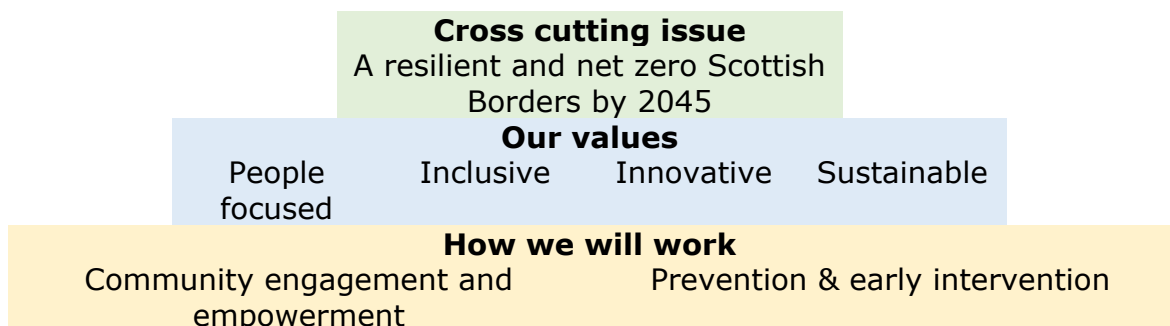 Cross cutting issue
A resilient and net zero Scottish
Borders by 2045
Our values
People focused
Inclusive
Innovative
Sustainable
How we will work
Community engagement and
empowerment
Prevention & early intervention